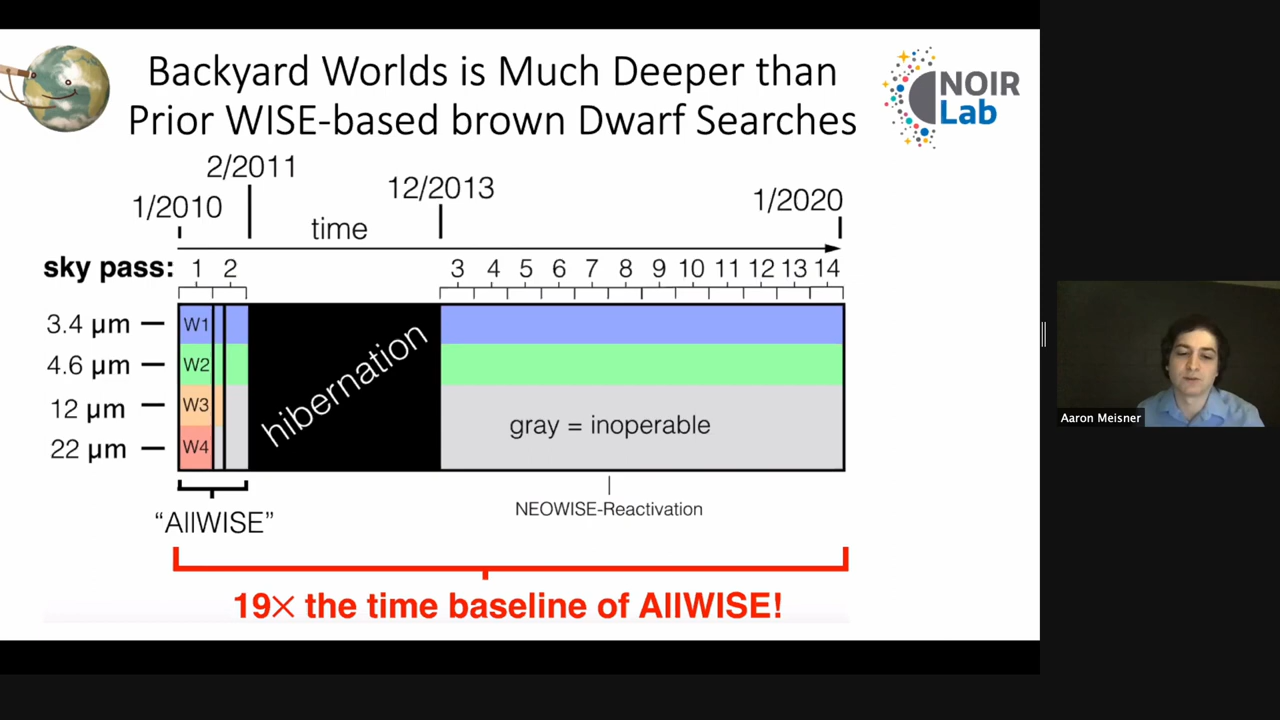 Backyard Worlds is Much Deeper than
Prior WISE-based brown Dwarf Searches
NOIR
Lab
2/2011
12/2013
1/2010
1/2020
time
sky pass: 1 2 3 4 5 6 7 8 9 10 11 12 13 14
3.4 µm
W1
4.6 µm
W2
12 µm
W3
22 µm
W4
hibernation
gray = inoperable
NEOWISE-Reactivation
“AllWISE”
19× the time baseline of AllWISE!
Aaron Meisner